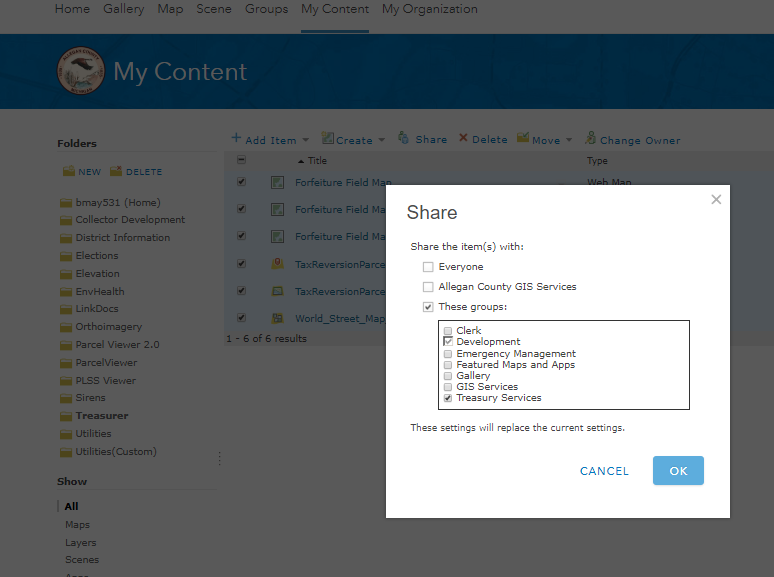 Home Gallery Map Scene Groups My Content My Organization
My Content
Folders
NEW DELETE
bmay531 (Home)
Collector Development
District Information
Elections
Elevation
EnvHealth
LinkDocs
Orthoimagery
Parcel Viewer 2.0
ParcelViewer
PLSS Viewer
Sirens
Treasurer
Utilities
Utilities(Custom)
Show
All
Maps
Layers
Scenes
Add Item Create Share Delete Move Change Owner
Title Type
Forfeiture Field Map Web Map
Forfeiture Field Ma
Forfeiture Field Ma
TaxReversionParce
TaxReversionParce
World_Street_Map
1 - 6 of 6 results
Share
Share the item(s) with:
Everyone
Allegan County GIS Services
These groups:
Clerk
Development
Emergency Management
Featured Maps and Apps
Gallery
GIS Services
Treasury Services
These settings will replace the current settings.
CANCEL OK